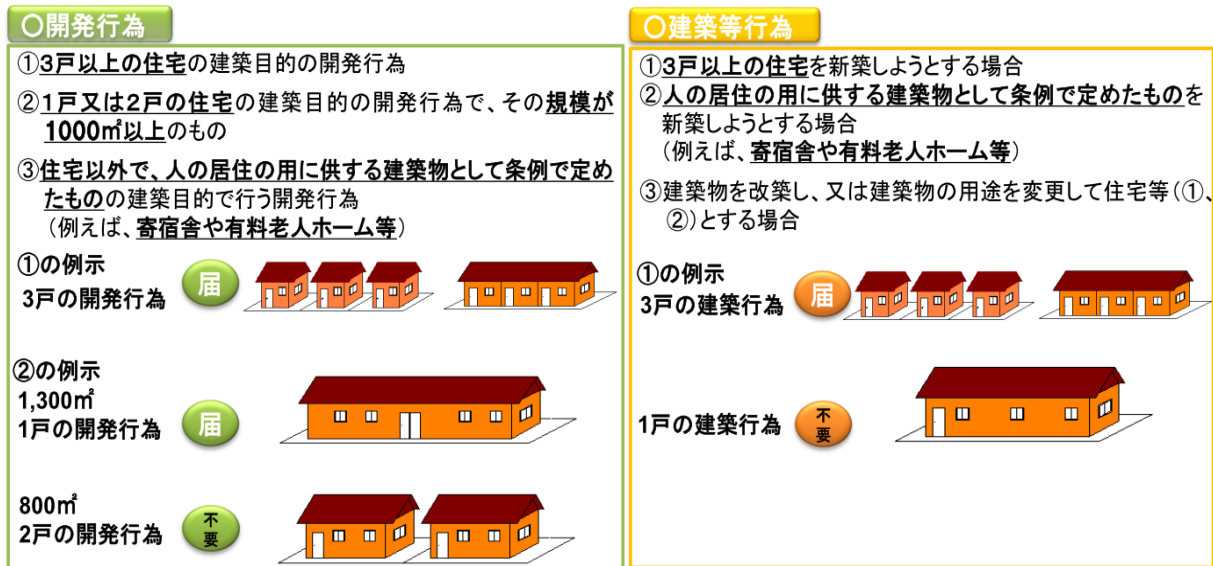 〇開発行為
①3戸以上の住宅の建築目的の開発行為
②1戸又は2戸の住宅の建築目的の開発行為で、その規模が
1000㎡以上のもの
③住宅以外で、人の居住の用に供する建築物として条例で定め
たものの建築目的で行う開発行為
(例えば、寄宿舎や有料老人ホーム等)
①の例示
3戸の開発行為
届
②の例示
1,300㎡
1戸の開発行為
届
800㎡
2戸の開発行為
不
要
〇建築等行為
①3戸以上の住宅を新築しようとする場合
②人の居住の用に供する建築物として条例で定めたものを
新築しようとする場合
(例えば、寄宿舎や有料老人ホーム等)
③建築物を改築し、又は建築物の用途を変更して住宅等(①、
②)とする場合
①の例示
3戸の建築行為
届
1戸の建築行為
不
要